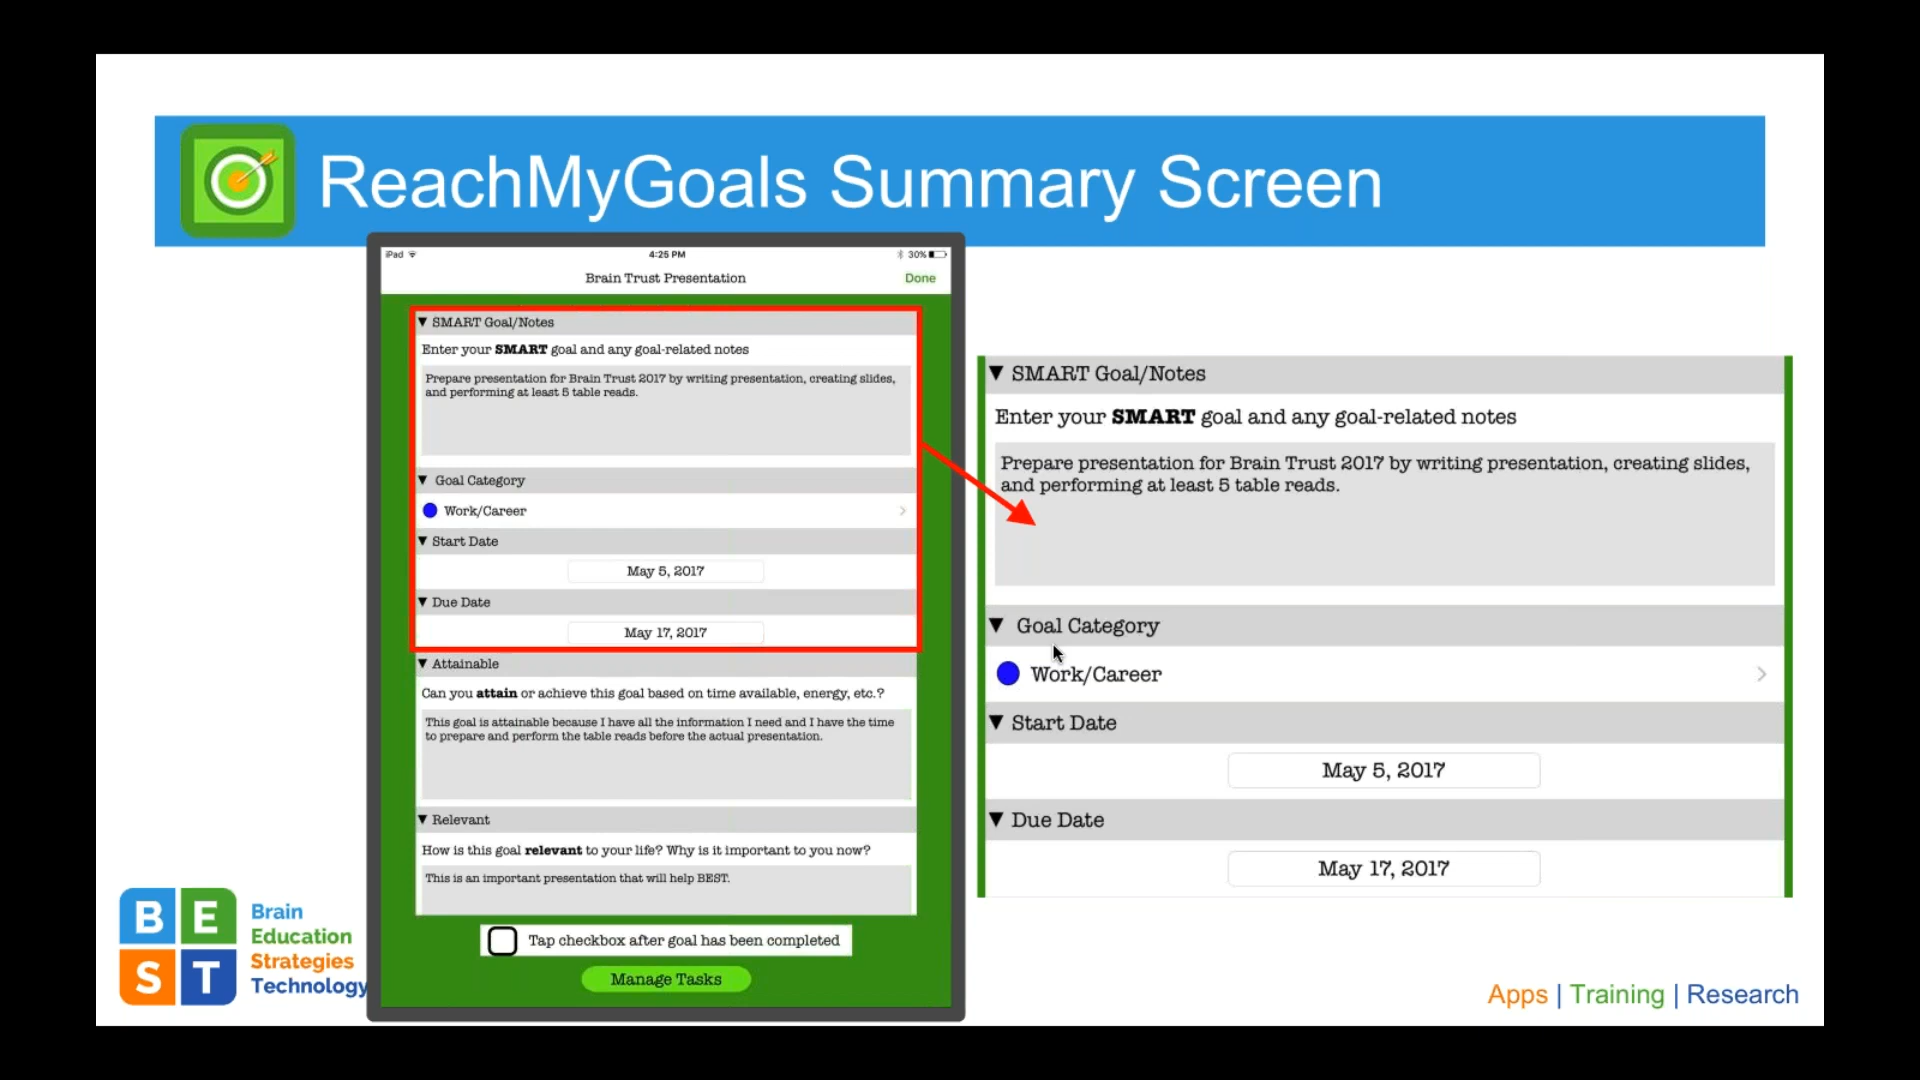 ReachMyGoals Summary Screen
iPad
4:25 PM
30%
Brain Trust Presentation
Done
▼ SMART Goal/Notes
Enter your SMART goal and any goal-related notes
Prepare presentation for Brain Trust 2017 by writing presentation, creating slides,
and performing at least 5 table reads.
▼ Goal Category
Work/Career
▼ Start Date
May 5, 2017
▼ Due Date
May 17, 2017
▼ Attainable
Can you attain or achieve this goal based on time available, energy, etc.?
This goal is attainable because I have all the information I need and I have the time
to prepare and perform the table reads before the actual presentation.
▼ Relevant
How is this goal relevant to your life? Why is it important to you now?
This is an important presentation that will help BEST.
Tap checkbox after goal has been completed
Manage Tasks
▼ SMART Goal/Notes
Enter your SMART goal and any goal-related notes
Prepare presentation for Brain Trust 2017 by writing presentation, creating slides,
and performing at least 5 table reads.
▼ Goal Category
Work/Career
▼ Start Date
May 5, 2017
▼ Due Date
May 17, 2017
B E
S T
Brain
Education
Strategies
Technology
Apps | Training | Research